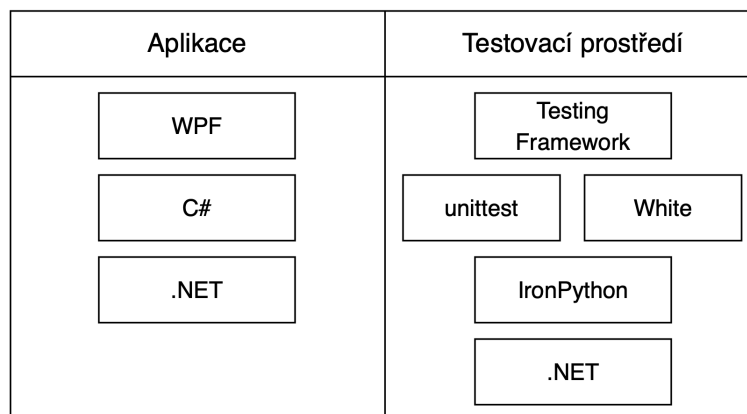 Aplikace
Testovací prostředí
WPF
Testing
Framework
C#
unittest
White
.NET
IronPython
.NET